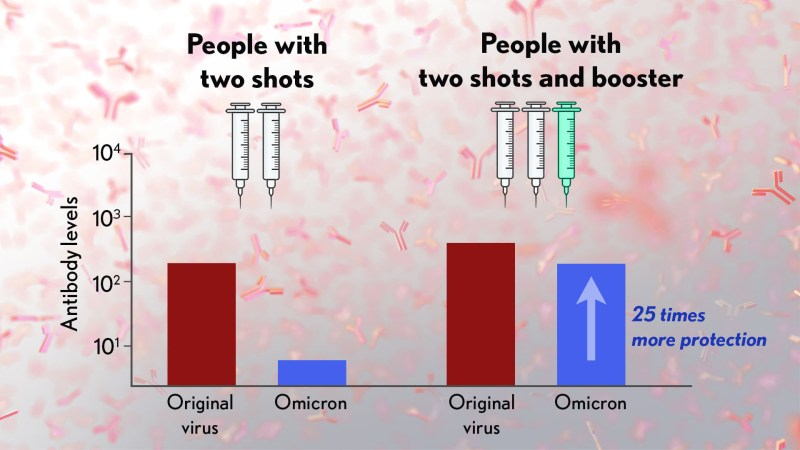 People with
two shots
People with
two shots and booster
Antibody levels
10⁴
10³
10²
10¹
25 times
more protection
Original
virus
Omicron
Original
virus
Omicron